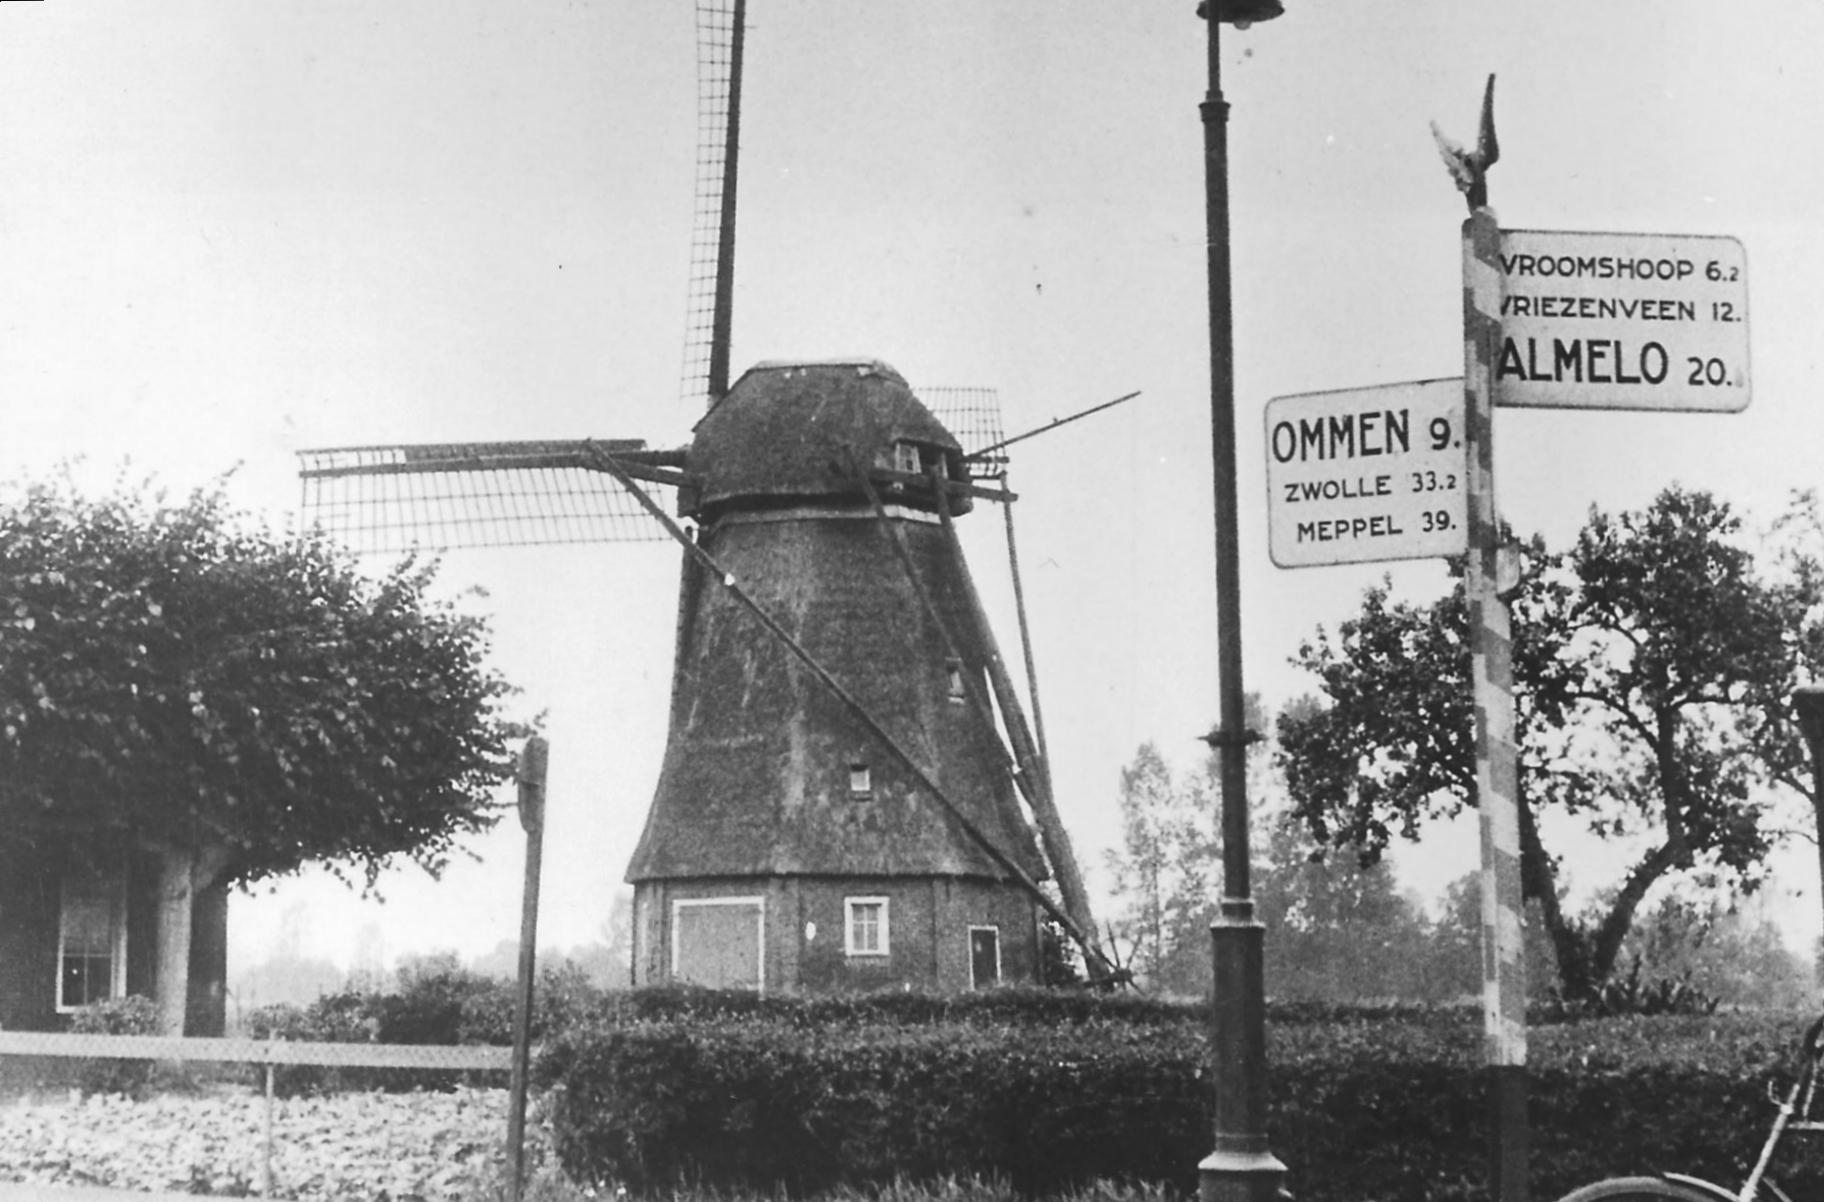 VROOMSHOOP 6.2
VRIEZENVEEN 12.
ALMELO 20.
OMMEN 9.
ZWOLLE 33.2
MEPPEL 39.